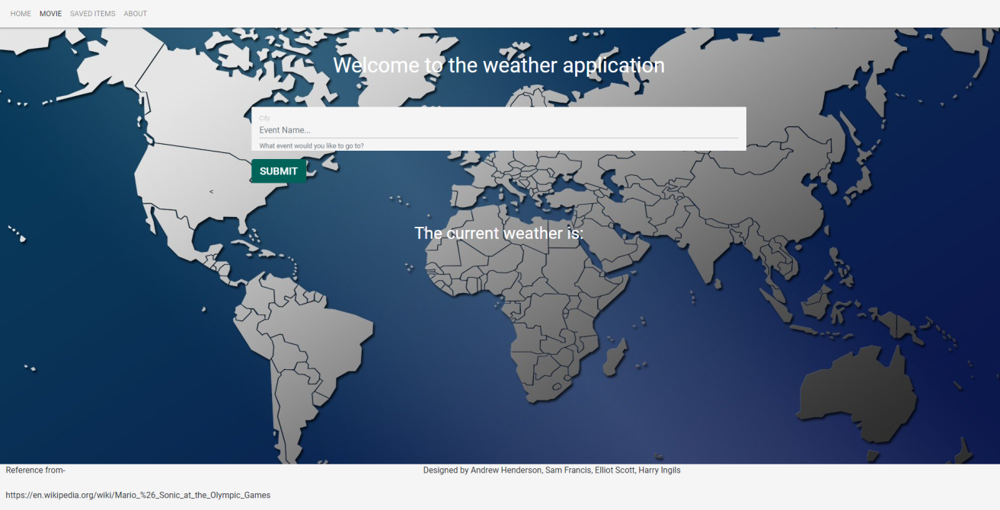 HOME MOVIE SAVED ITEMS ABOUT
Welcome to the weather application
City
Event Name...
What event would you like to go to?
SUBMIT
<
The current weather is:
Reference from- Designed by Andrew Henderson, Sam Francis, Elliot Scott, Harry Ingils
https://en.wikipedia.org/wiki/Mario_%26_Sonic_at_the_Olympic_Games